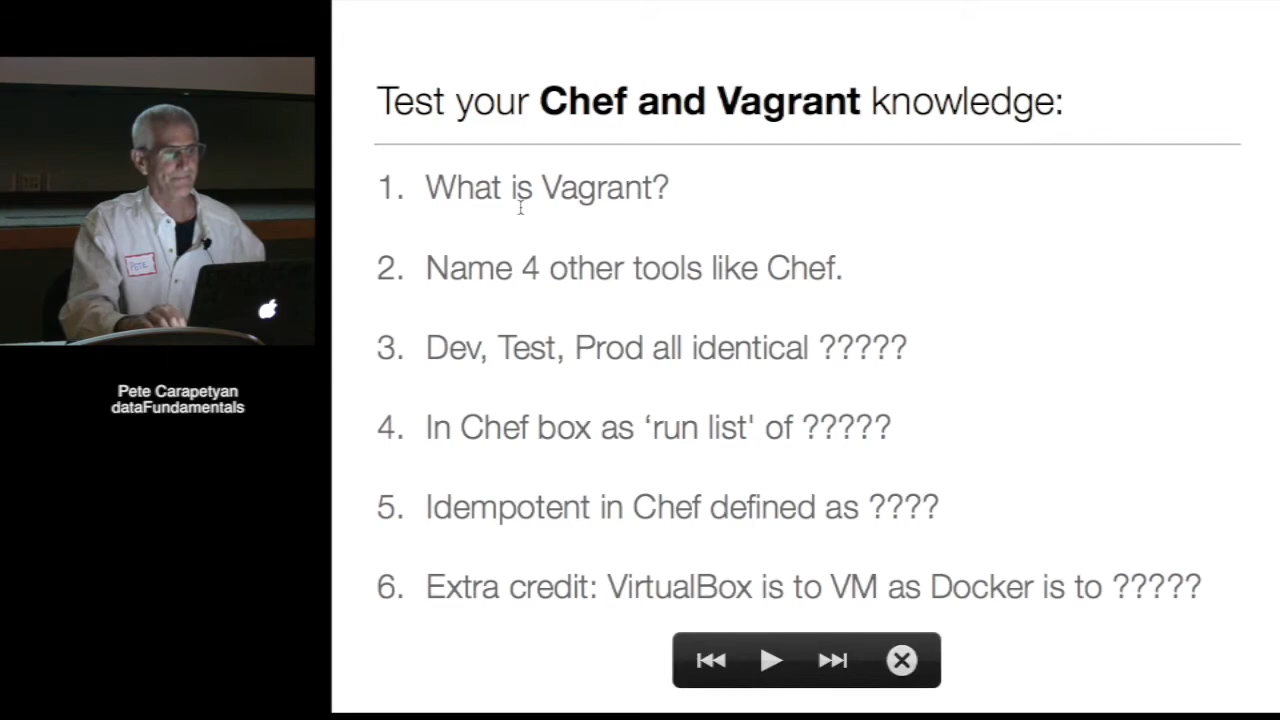 Test your Chef and Vagrant knowledge:
1. What is Vagrant?
2. Name 4 other tools like Chef.
3. Dev, Test, Prod all identical ?????
4. In Chef box as ‘run list' of ?????
5. Idempotent in Chef defined as ????
6. Extra credit: VirtualBox is to VM as Docker is to ?????
PETE
Pete Carapetyan
dataFundamentals